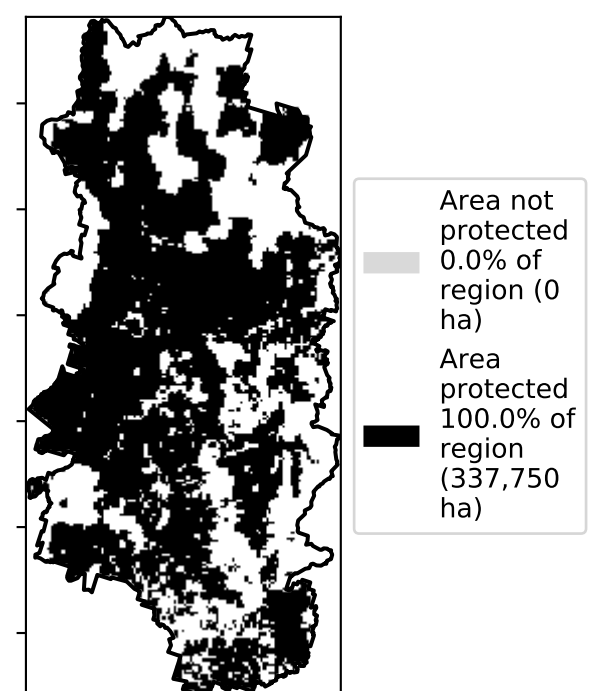 Area not
protected
0.0% of
region (0
ha)
Area
protected
100.0% of
region
(337,750
ha)